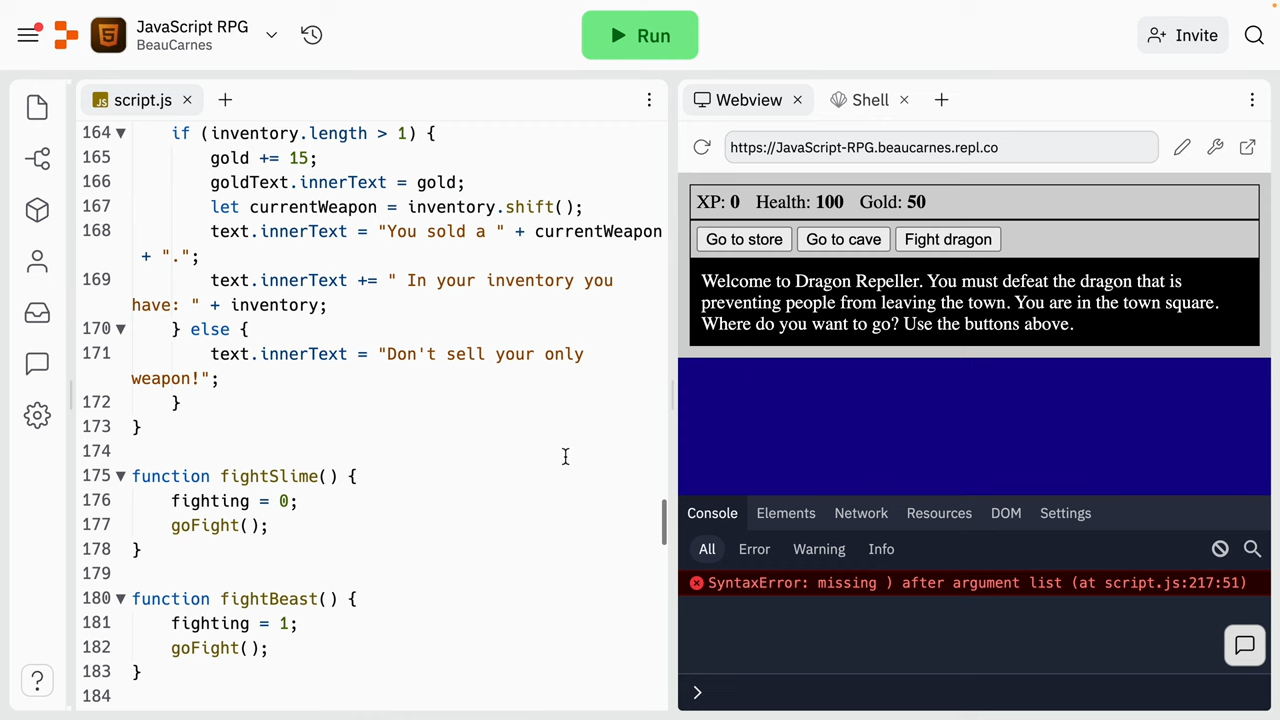 JavaScript RPG
BeauCarnes
Run
Invite
JS script.js
164 if (inventory.length > 1) {
165 gold += 15;
166 goldText.innerText = gold;
167 let currentWeapon = inventory.shift();
168 text.innerText = "You sold a " + currentWeapon
+ ".";
169 text.innerText += " In your inventory you
have: " + inventory;
170 } else {
171 text.innerText = "Don't sell your only
weapon!";
172 }
173 }
174
175 function fightSlime() {
176 fighting = 0;
177 goFight();
178 }
179
180 function fightBeast() {
181 fighting = 1;
182 goFight();
183 }
184
?
Webview
Shell
https://JavaScript-RPG.beaucarnes.repl.co
XP: 0 Health: 100 Gold: 50
Go to store Go to cave Fight dragon
Welcome to Dragon Repeller. You must defeat the dragon that is
preventing people from leaving the town. You are in the town square.
Where do you want to go? Use the buttons above.
Console Elements Network Resources DOM Settings
All Error Warning Info
SyntaxError: missing ) after argument list (at script.js:217:51)